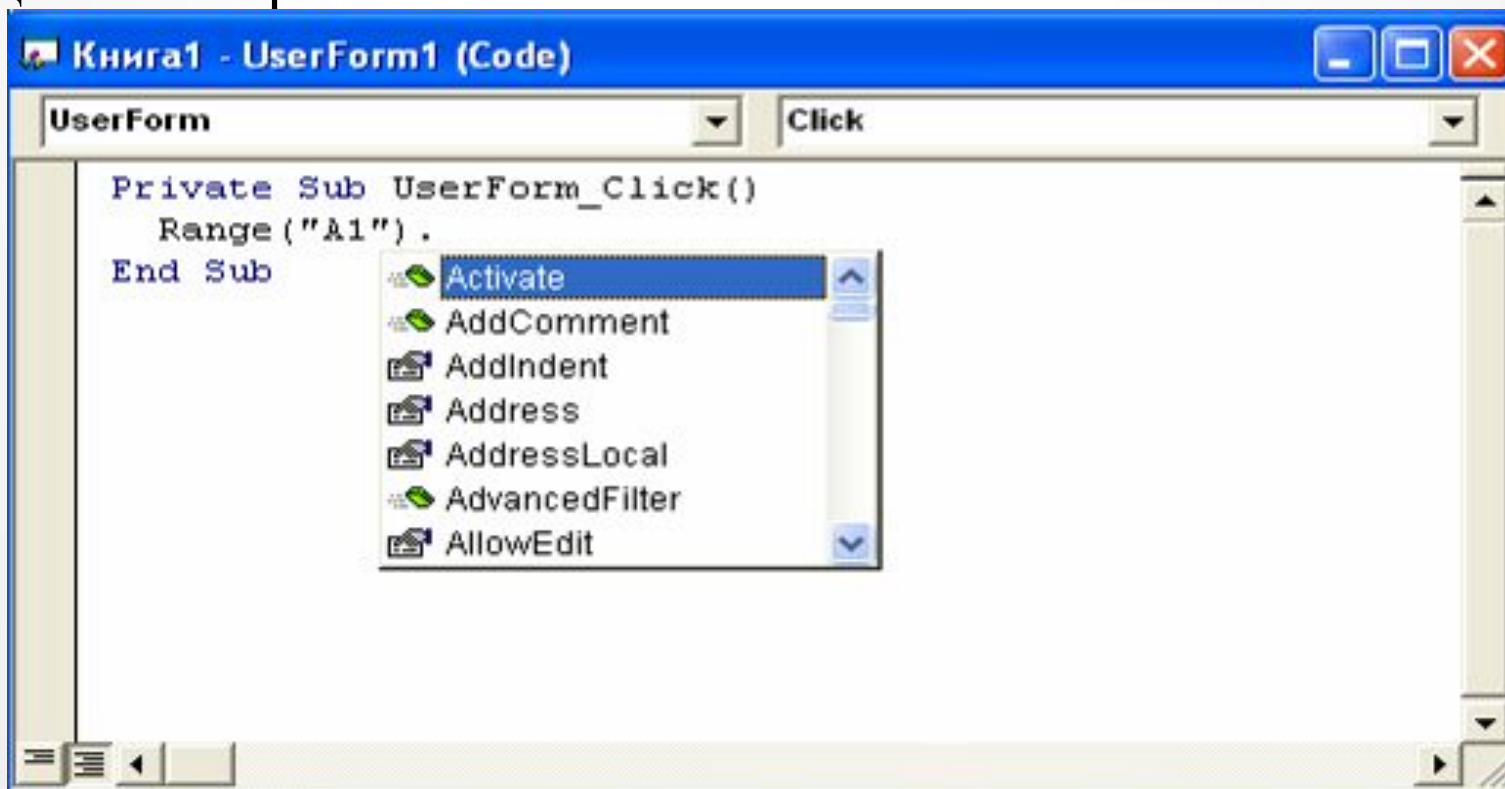 Книга1 - UserForm1 (Code)
UserForm Click
Private Sub UserForm_Click()
Range("A1").
End Sub
Activate
AddComment
AddIndent
Address
AddressLocal
AdvancedFilter
AllowEdit